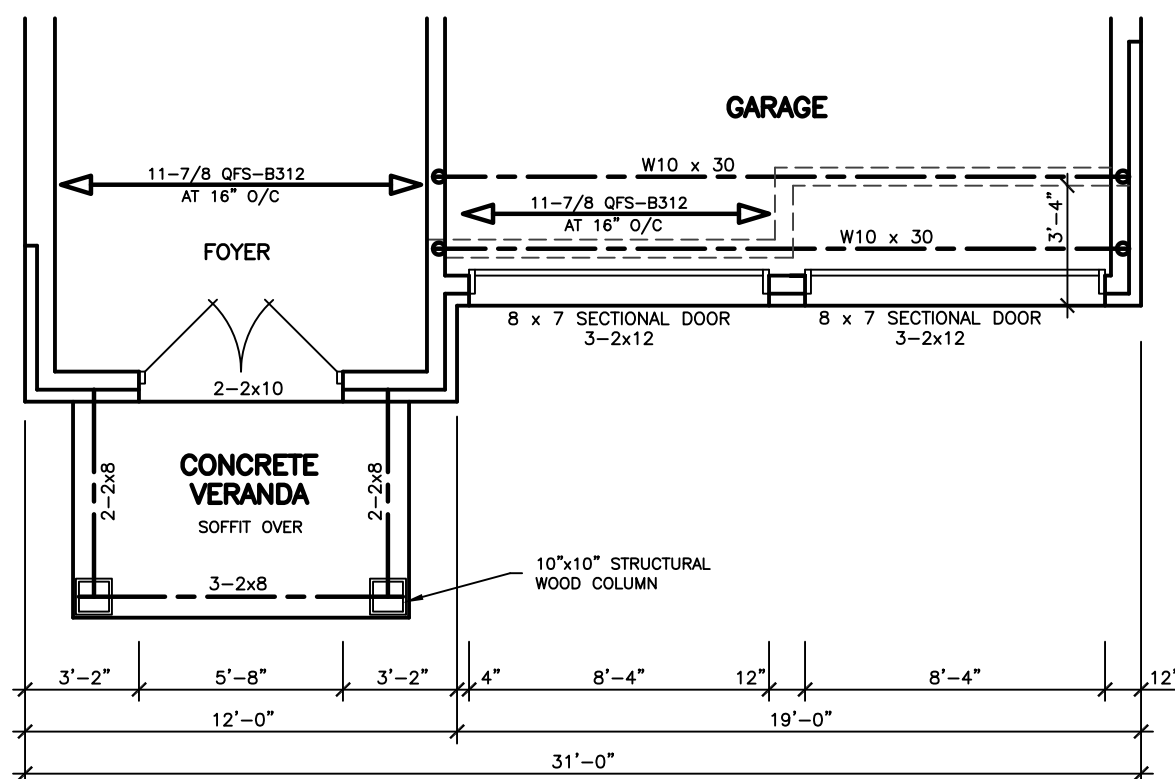 GARAGE
11-7/8 QFS-B312
AT 16" O/C
W10 x 30
11-7/8 QFS-B312
AT 16" O/C
3'-4"
FOYER
W10 x 30
8 x 7 SECTIONAL DOOR
3-2x12
8 x 7 SECTIONAL DOOR
3-2x12
2-2x10
CONCRETE
VERANDA
SOFFIT OVER
2-2x8
2-2x8
3-2x8
10"x10" STRUCTURAL
WOOD COLUMN
3'-2" 5'-8" 3'-2" 4" 8'-4" 12" 8'-4" 12"
12'-0" 19'-0"
31'-0"